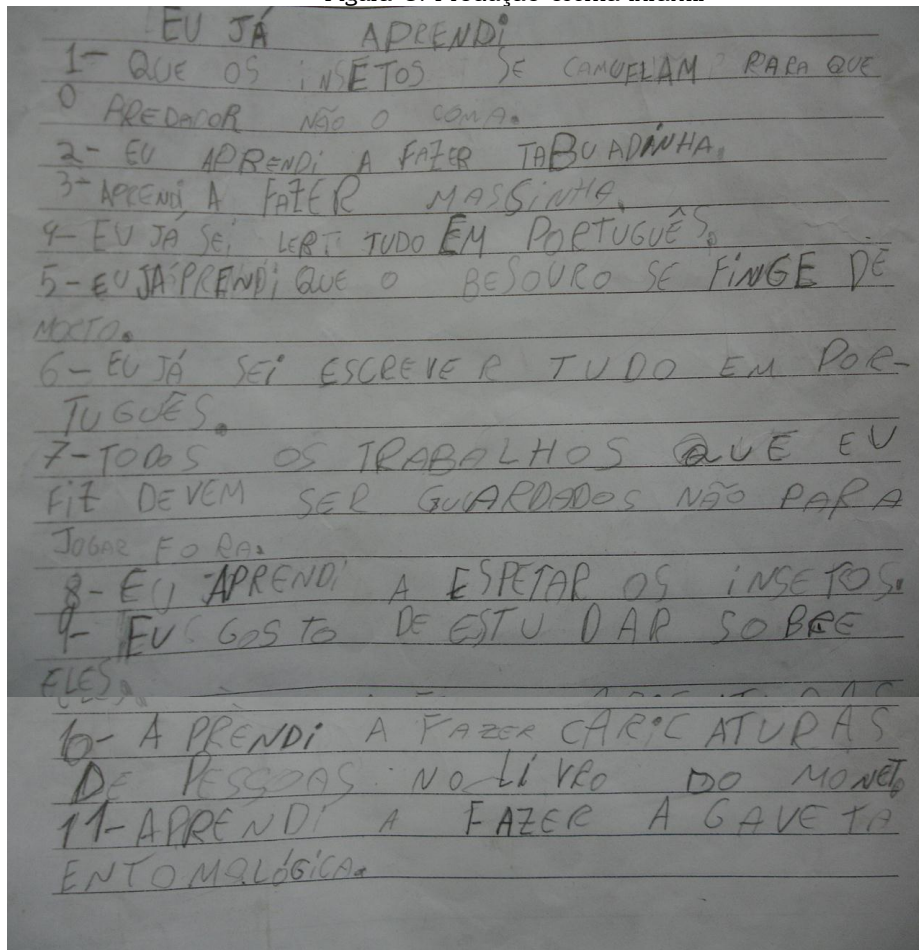 EU JÁ APRENDi
1- QUE OS iNSETOS SE CAMUFLAM PARA QUE
O PREDADOR NÃO O COMA.
2- EU APRENDi A FAZER TABUADINHA.
3- APRENDi A FAZER MASSiNHA.
4- EU JÁ SEi LER TUDO EM PORTUGUÊS.
5- EU JÁ PRENDi QUE O BESOURO SE FiNGE DE
MORTO.
6- EU JÁ SEi ESCREVER TUDO EM POR-
TUGUÊS.
7- TODOS OS TRABALHOS QUE EU
FiZ DEVEM SER GUARDADOS NÃO PARA
JOGAR FORA.
8- EU APRENDi A ESPETAR OS iNSETOS.
9- EU GOSTO DE ESTUDAR SOBRE
ELES.
10- APRENDi A FAZER CARiCATURAS
DE PESSOAS NO LiVRO DO MONET.
11- APRENDi A FAZER A GAVETA
ENTOMOLÓGiCA.